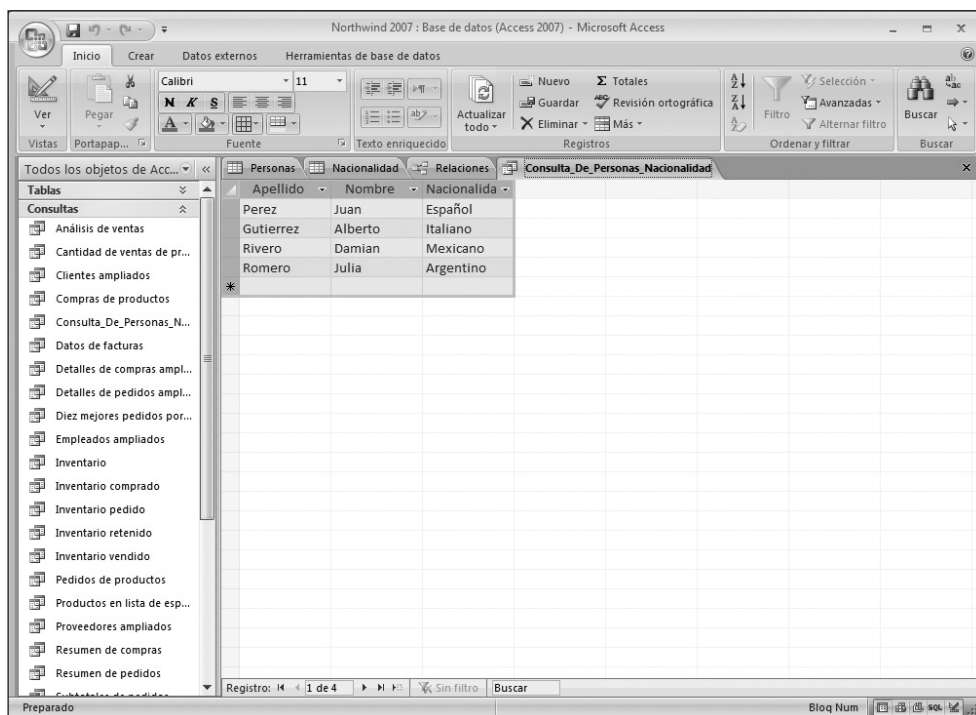 Northwind 2007 : Base de datos (Access 2007) - Microsoft Access
Inicio Crear Datos externos Herramientas de base de datos
Ver
Vistas
Pegar
Portapap...
Calibri 11
N K S
A
Fuente
ab
Texto enriquecido
Actualizar todo
Nuevo Σ Totales
Guardar ABC Revisión ortográfica
Eliminar Más
Registros
A Z
Z A
A Z
Filtro
Selección
Avanzadas
Alternar filtro
Ordenar y filtrar
Buscar
ab ac
Buscar
Todos los objetos de Acc... «
Tablas
Consultas
Análisis de ventas
Cantidad de ventas de pr...
Clientes ampliados
Compras de productos
Consulta_De_Personas_N...
Datos de facturas
Detalles de compras ampl...
Detalles de pedidos ampl...
Diez mejores pedidos por...
Empleados ampliados
Inventario
Inventario comprado
Inventario pedido
Inventario retenido
Inventario vendido
Pedidos de productos
Productos en lista de esp...
Proveedores ampliados
Resumen de compras
Resumen de pedidos
Personas Nacionalidad Relaciones Consulta_De_Personas_Nacionalidad
Apellido Nombre Nacionalida
Perez Juan Español
Gutierrez Alberto Italiano
Rivero Damian Mexicano
Romero Julia Argentino
*
Registro: 1 de 4 Sin filtro Buscar
Preparado
Bloq Num SQL